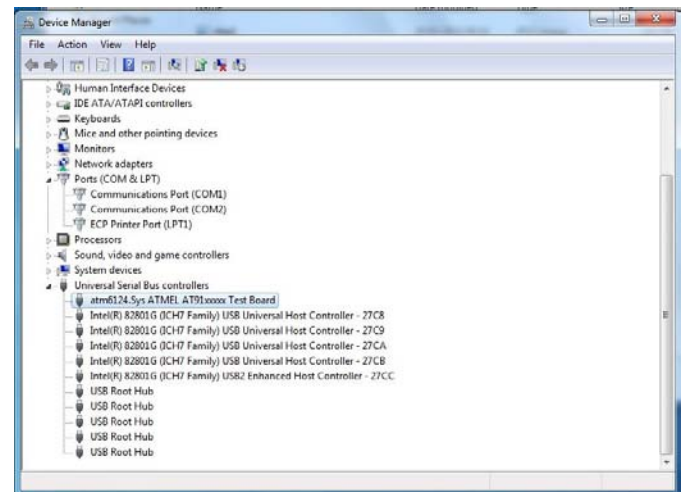 Device Manager
File Action View Help
Human Interface Devices
IDE ATA/ATAPI controllers
Keyboards
Mice and other pointing devices
Monitors
Network adapters
Ports (COM & LPT)
Communications Port (COM1)
Communications Port (COM2)
ECP Printer Port (LPT1)
Processors
Sound, video and game controllers
System devices
Universal Serial Bus controllers
atm6124.Sys ATMEL AT91xxxxx Test Board
Intel(R) 82801G (ICH7 Family) USB Universal Host Controller - 27C8
Intel(R) 82801G (ICH7 Family) USB Universal Host Controller - 27C9
Intel(R) 82801G (ICH7 Family) USB Universal Host Controller - 27CA
Intel(R) 82801G (ICH7 Family) USB Universal Host Controller - 27CB
Intel(R) 82801G (ICH7 Family) USB2 Enhanced Host Controller - 27CC
USB Root Hub
USB Root Hub
USB Root Hub
USB Root Hub
USB Root Hub